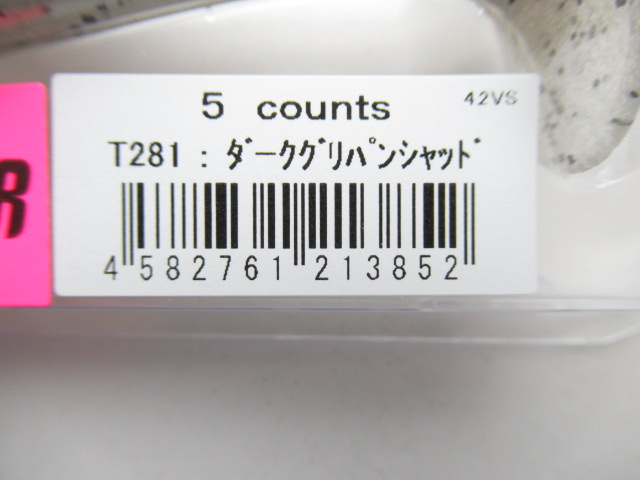 5 counts 42VS
T281 : ﾀﾞｰｸｸﾞﾘﾊﾟﾝｼｬｯﾄﾞ
4 582761 213852
R